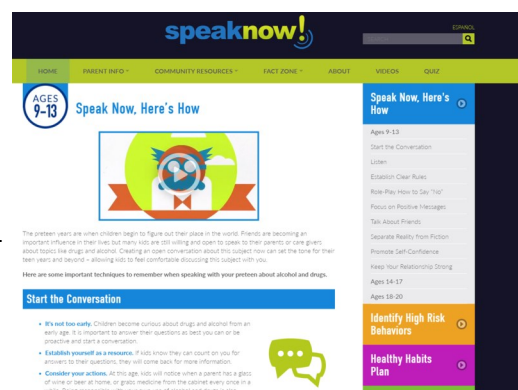 speaknow!
ESPAÑOL
HOME PARENT INFO COMMUNITY RESOURCES FACT ZONE ABOUT VIDEOS QUIZ
AGES
9-13
Speak Now, Here's How
The preteen years are when children begin to figure out their place in the world. Friends are becoming an
important influence in their lives but many kids are still willing and open to speak to their parents or care givers
about topics like drugs and alcohol. Creating an open conversation about this subject now can set the tone for their
teen years and beyond – allowing kids to feel comfortable discussing this subject with you.
Here are some important techniques to remember when speaking with your preteen about alcohol and drugs.
Start the Conversation
• It's not too early. Children become curious about drugs and alcohol from an
early age. It is important to answer their questions as best you can or be
proactive and start a conversation.
• Establish yourself as a resource. If kids know they can count on you for
answers to their questions, they will come back for more information.
• Consider your actions. At this age, kids will notice when a parent has a glass
of wine or beer at home, or grabs medicine from the cabinet every once in a
Speak Now, Here's
How
Ages 9-13
Start the Conversation
Listen
Establish Clear Rules
Role-Play How to Say "No"
Focus on Positive Messages
Talk About Friends
Separate Reality from Fiction
Promote Self-Confidence
Keep Your Relationship Strong
Ages 14-17
Ages 18-20
Identify High Risk
Behaviors
Healthy Habits
Plan